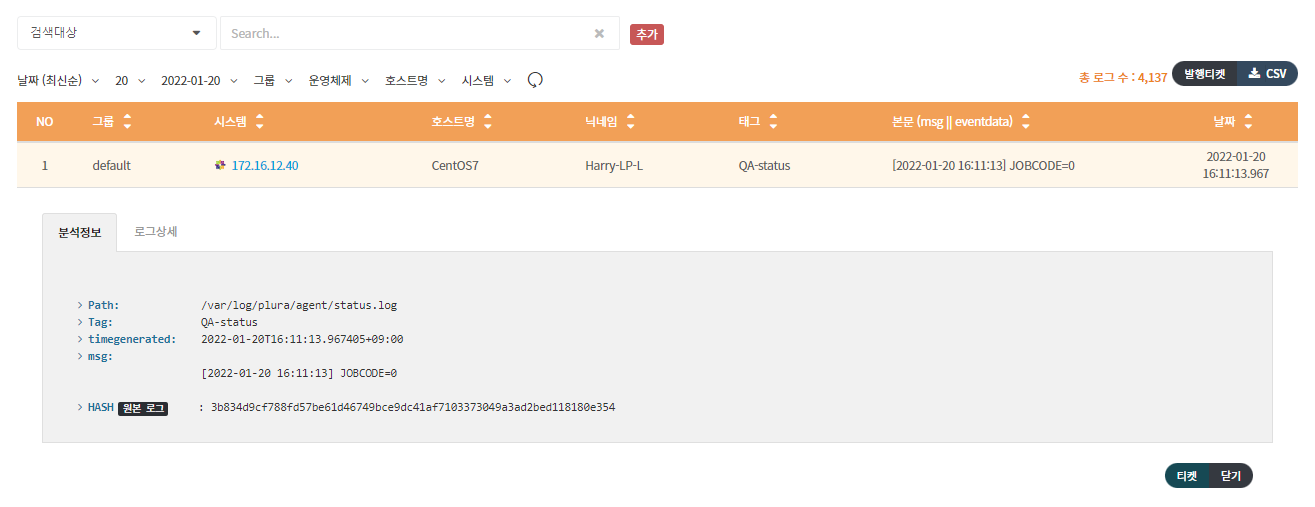 검색대상 Search... 추가
날짜 (최신순) 20 2022-01-20 그룹 운영체제 호스트명 시스템 총 로그 수 : 4,137 발행티켓 CSV
NO 그룹 시스템 호스트명 닉네임 태그 본문 (msg || eventdata) 날짜
1 default 172.16.12.40 CentOS7 Harry-LP-L QA-status [2022-01-20 16:11:13] JOBCODE=0 2022-01-20
16:11:13.967
분석정보 로그상세
Path: /var/log/plura/agent/status.log
Tag: QA-status
timegenerated: 2022-01-20T16:11:13.967405+09:00
msg:
[2022-01-20 16:11:13] JOBCODE=0
HASH 원본 로그 : 3b834d9cf788fd57be61d46749bce9dc41af7103373049a3ad2bed118180e354
티켓 닫기